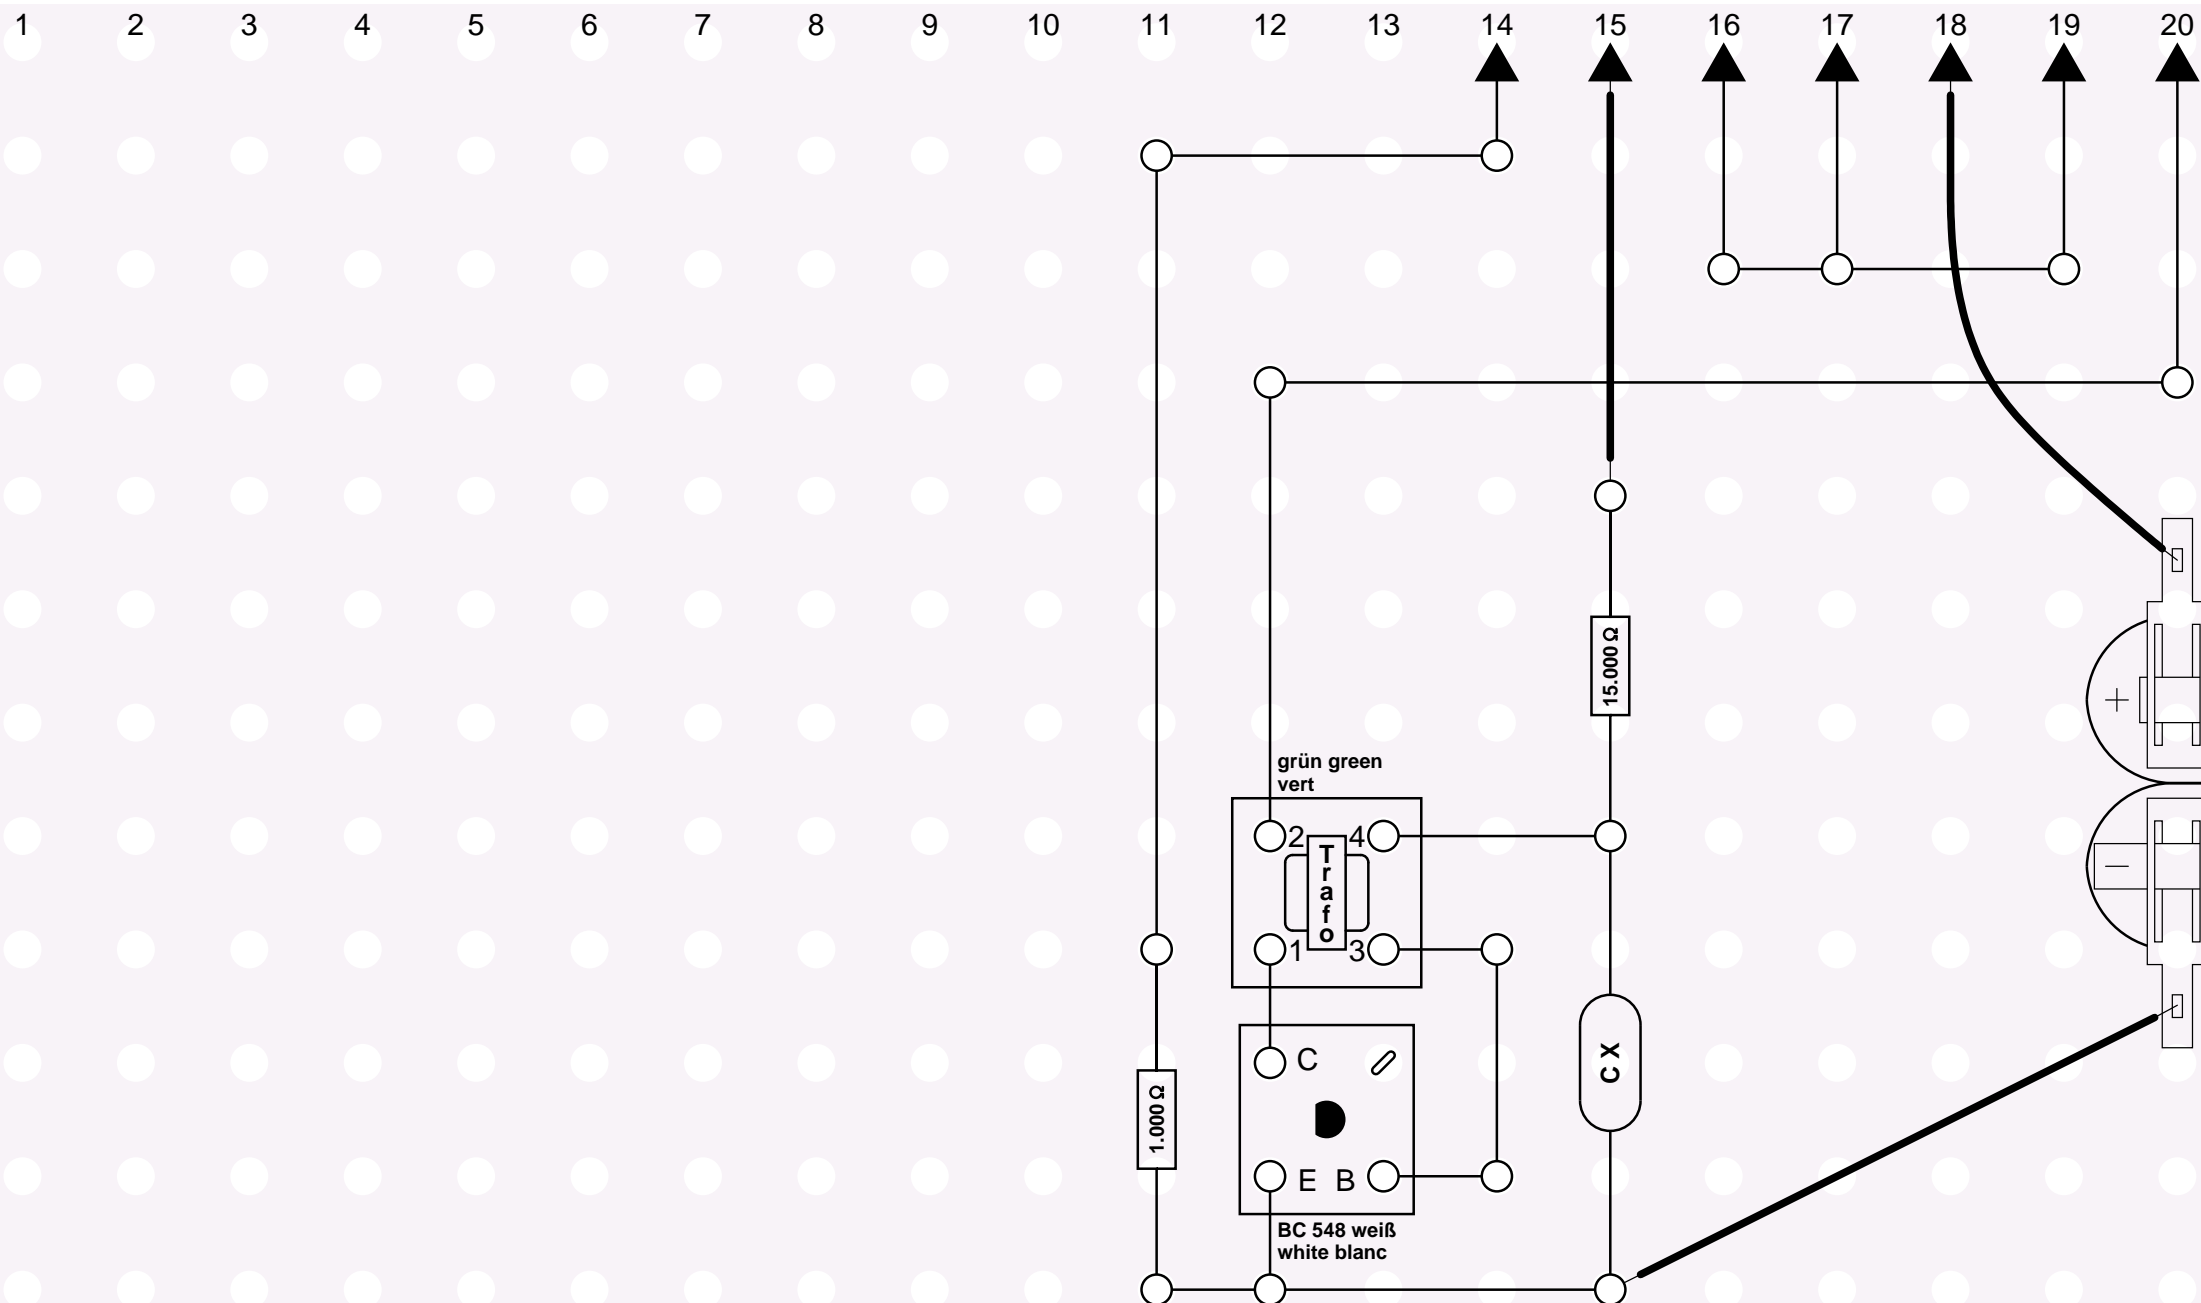 1 2 3 4 5 6 7 8 9 10 11 12 13 14 15 16 17 18 19 20
15.000 Ω
+
grün green
vert
2 4
Trafo
−
1 3
C X
C
1.000 Ω
E B
BC 548 weiß
white blanc